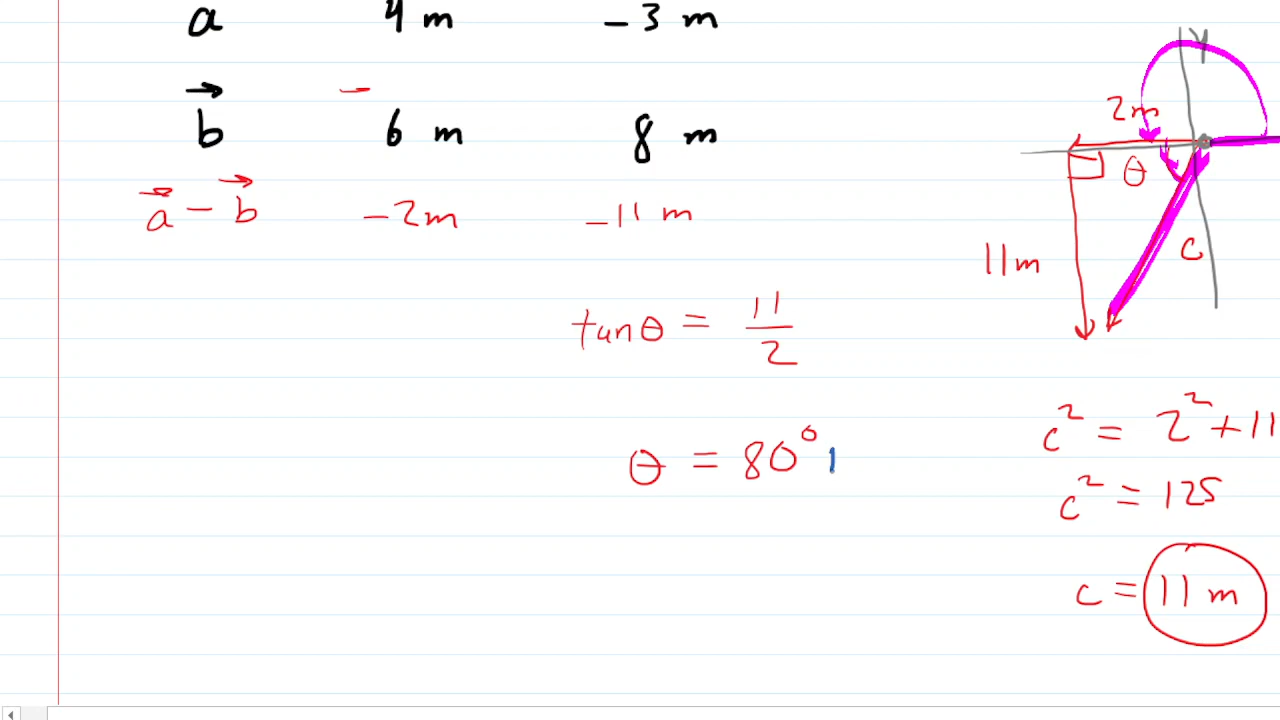 a 4 m – 3 m
y
b – 6 m 8 m
2m
θ
a – b –2m –11 m
11m
c
tanθ = 11/2
c² = 2² + 11
θ = 80°
c² = 125
c = 11 m